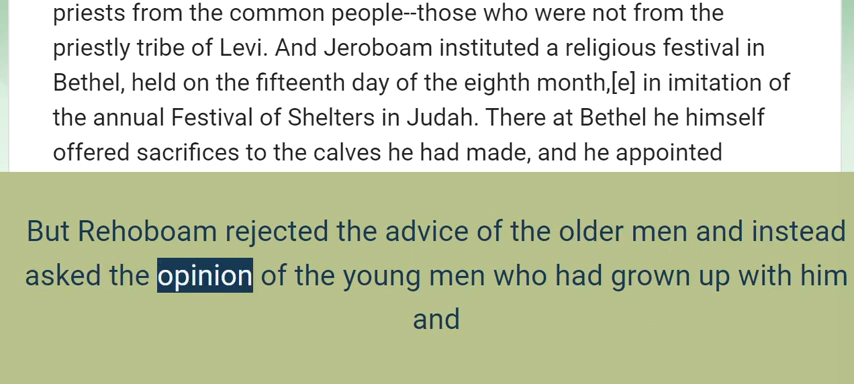 priests from the common people--those who were not from the
priestly tribe of Levi. And Jeroboam instituted a religious festival in
Bethel, held on the fifteenth day of the eighth month,[e] in imitation of
the annual Festival of Shelters in Judah. There at Bethel he himself
offered sacrifices to the calves he had made, and he appointed
But Rehoboam rejected the advice of the older men and instead
asked the opinion of the young men who had grown up with him
and